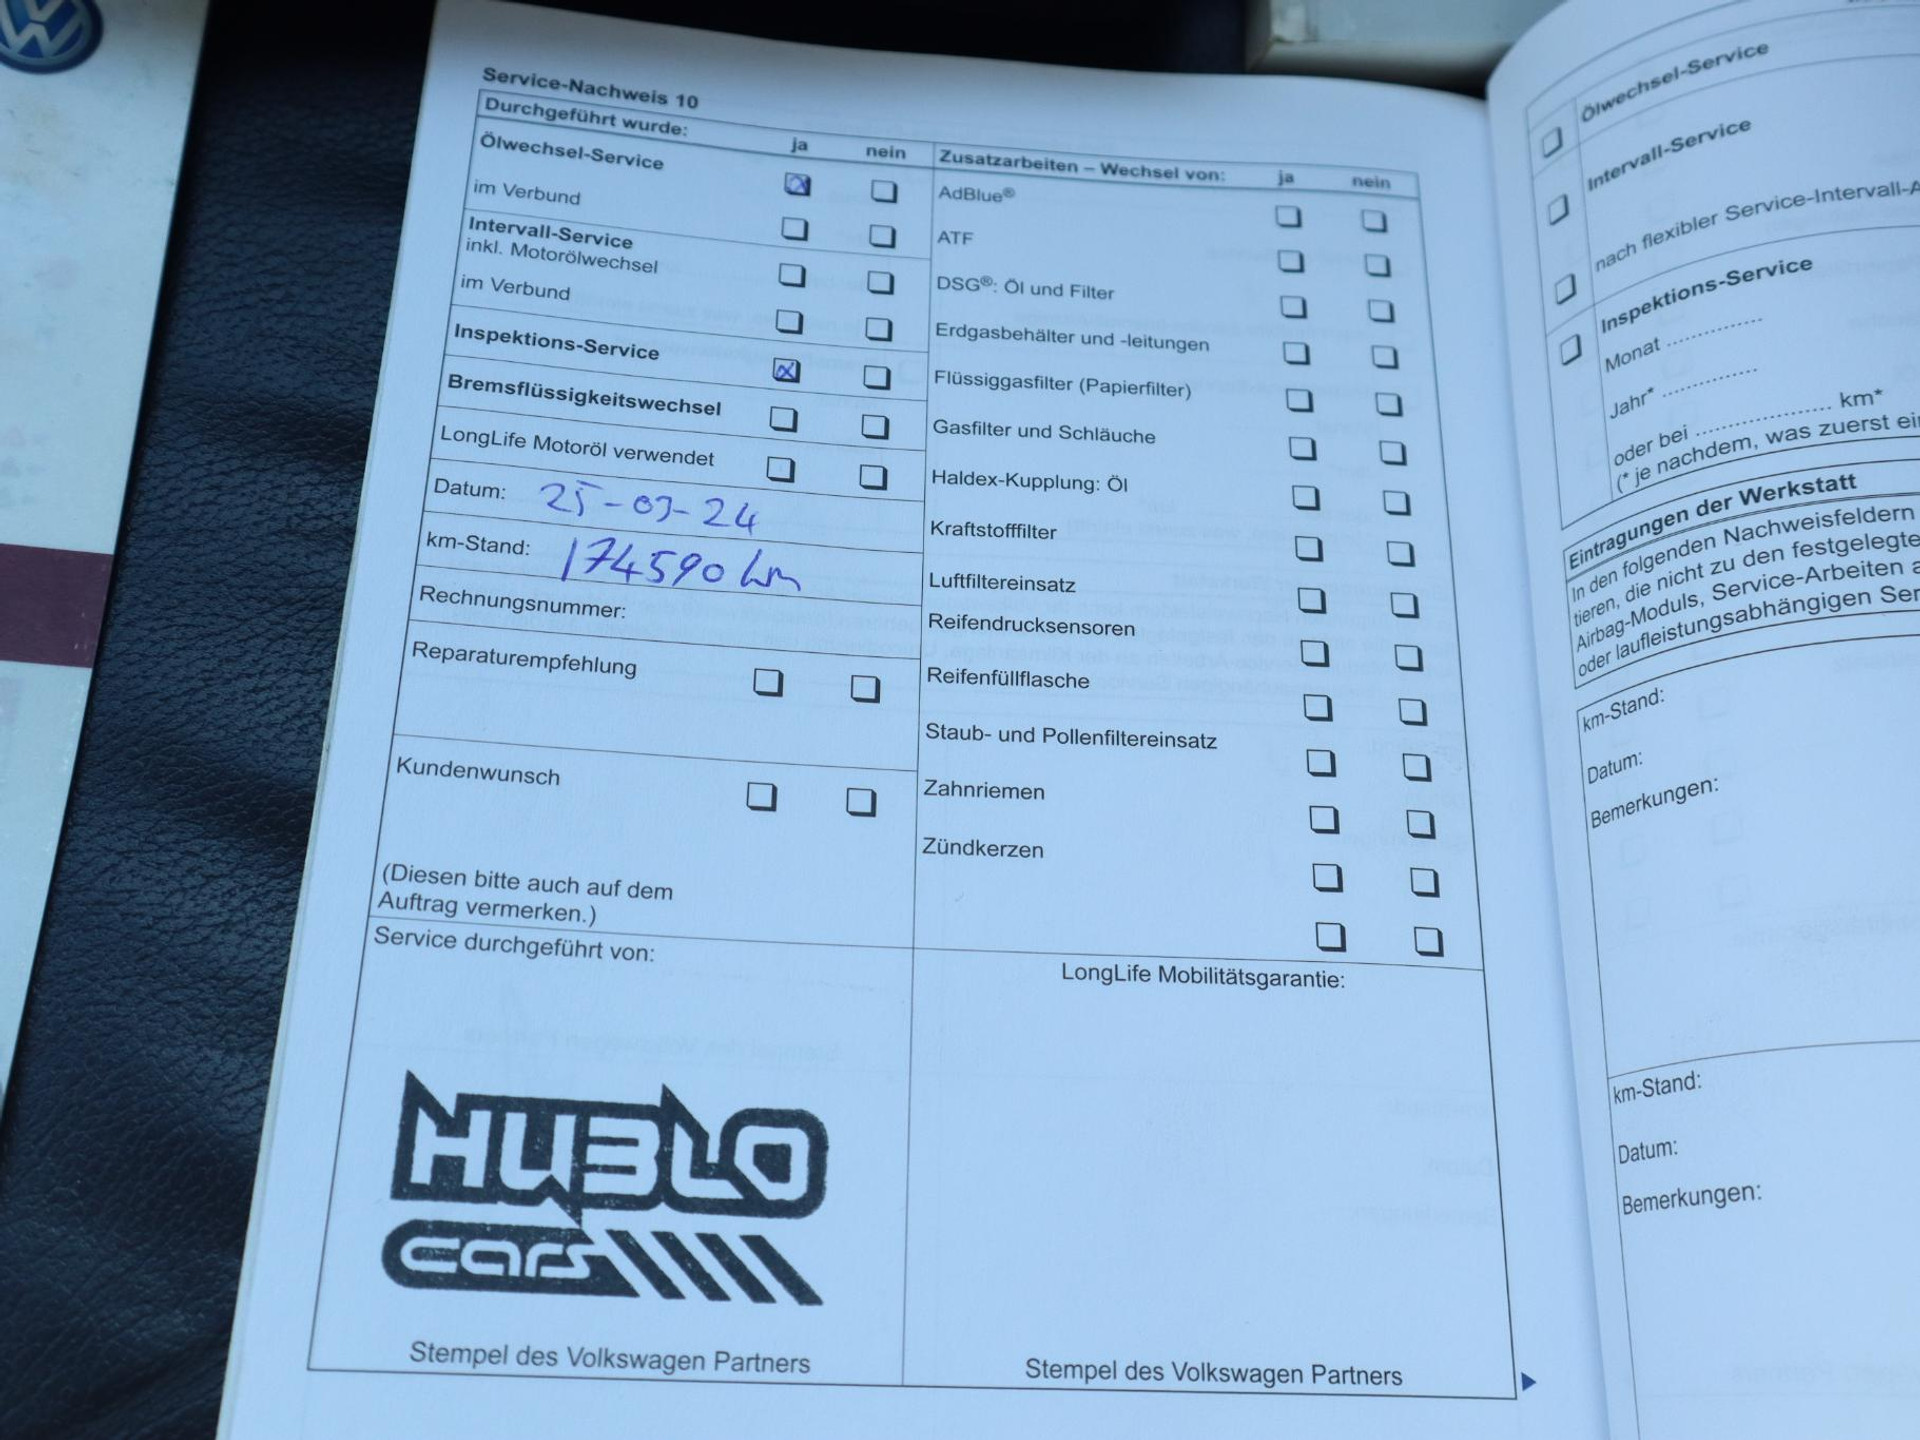 Service-Nachweis 10
Durchgeführt wurde:
ja nein
Ölwechsel-Service
im Verbund
Intervall-Service
inkl. Motorölwechsel
im Verbund
Inspektions-Service
Bremsflüssigkeitswechsel
LongLife Motoröl verwendet
Datum: 25-03-24
km-Stand: 174590 km
Rechnungsnummer:
Reparaturempfehlung
Kundenwunsch
(Diesen bitte auch auf dem
Auftrag vermerken.)
Service durchgeführt von:
HUBLO
cars
Stempel des Volkswagen Partners
Zusatzarbeiten – Wechsel von: ja nein
AdBlue®
ATF
DSG®: Öl und Filter
Erdgasbehälter und -leitungen
Flüssiggasfilter (Papierfilter)
Gasfilter und Schläuche
Haldex-Kupplung: Öl
Kraftstofffilter
Luftfiltereinsatz
Reifendrucksensoren
Reifenfüllflasche
Staub- und Pollenfiltereinsatz
Zahnriemen
Zündkerzen
LongLife Mobilitätsgarantie:
Stempel des Volkswagen Partners
Ölwechsel-Service
Intervall-Service
nach flexibler Service-Intervall-A
Inspektions-Service
Monat ..............
Jahr* ..............
oder bei .................... km*
(* je nachdem, was zuerst ei
Eintragungen der Werkstatt
In den folgenden Nachweisfeldern
tieren, die nicht zu den festgelegte
Airbag-Moduls, Service-Arbeiten a
oder laufleistungsabhängigen Ser
km-Stand:
Datum:
Bemerkungen:
km-Stand:
Datum:
Bemerkungen: